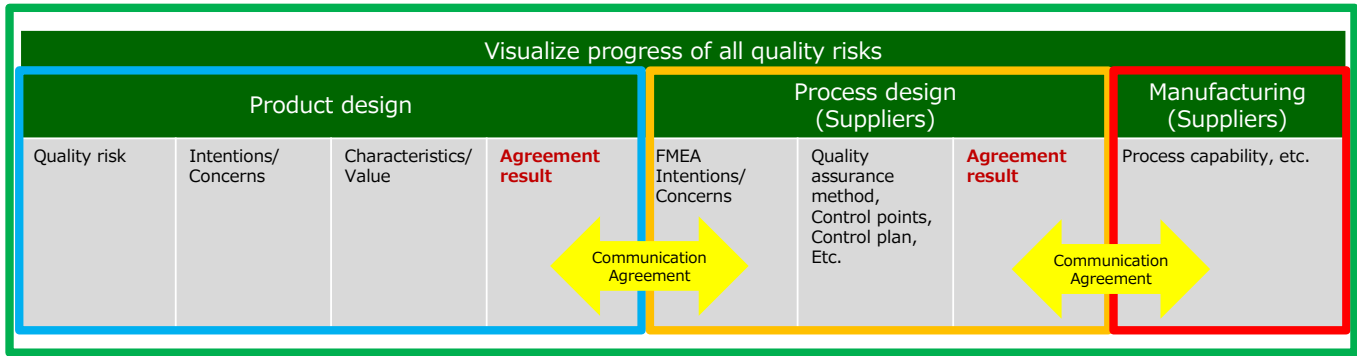 Visualize progress of all quality risks
Product design
Process design
(Suppliers)
Manufacturing
(Suppliers)
Quality risk
Intentions/
Concerns
Characteristics/
Value
Agreement
result
FMEA
Intentions/
Concerns
Quality
assurance
method,
Control points,
Control plan,
Etc.
Agreement
result
Process capability, etc.
Communication
Agreement
Communication
Agreement